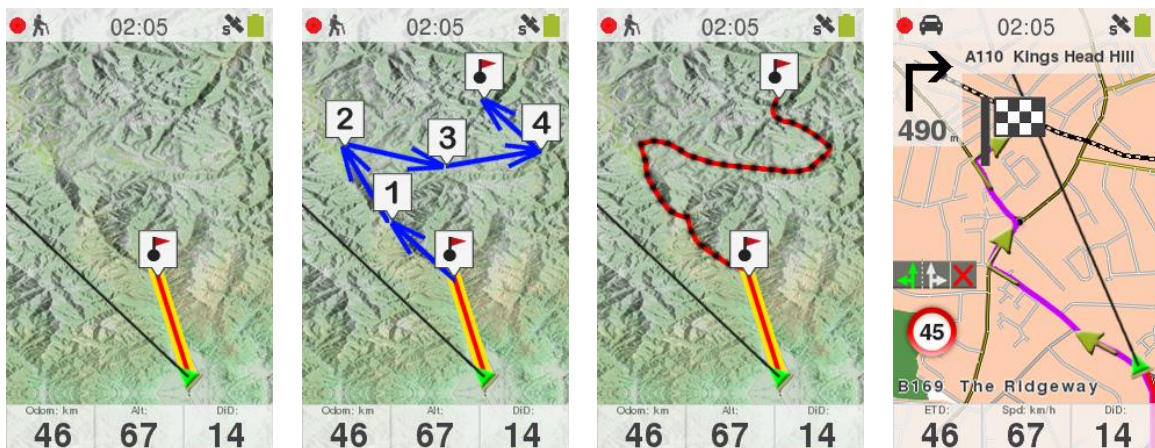 02:05
S
Odom: km Alt: DiD:
46 67 14
02:05
S
2 3 4
1
Odom: km Alt: DiD:
46 67 14
02:05
S
Odom: km Alt: DiD:
46 67 14
02:05
S
A110 Kings Head Hill
490 m
45
B169 The Ridgeway
ETD: Spd: km/h DiD:
46 67 14